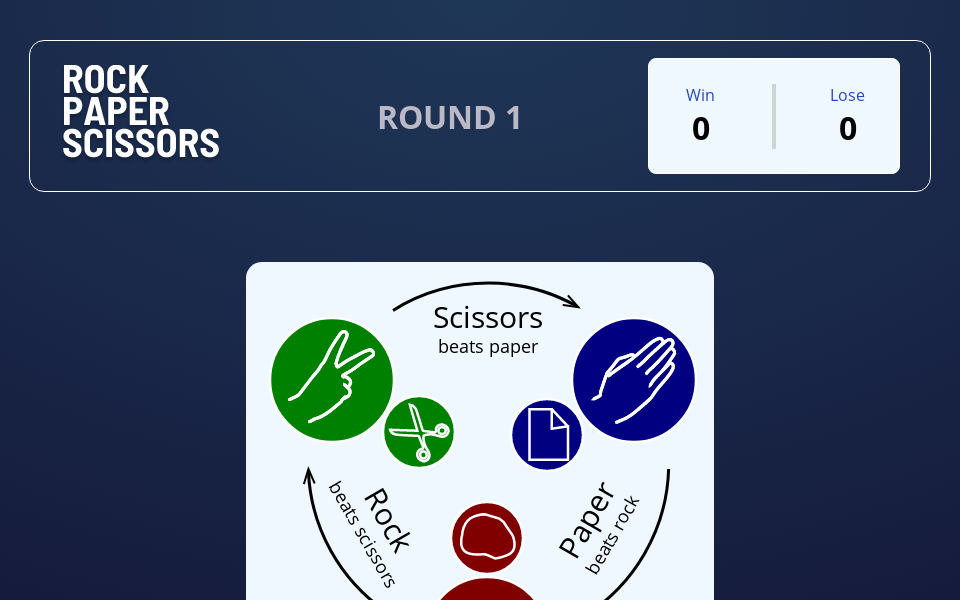 ROCK
PAPER
SCISSORS
ROUND 1
Win
0
Lose
0
Scissors
beats paper
Rock
beats scissors
Paper
beats rock